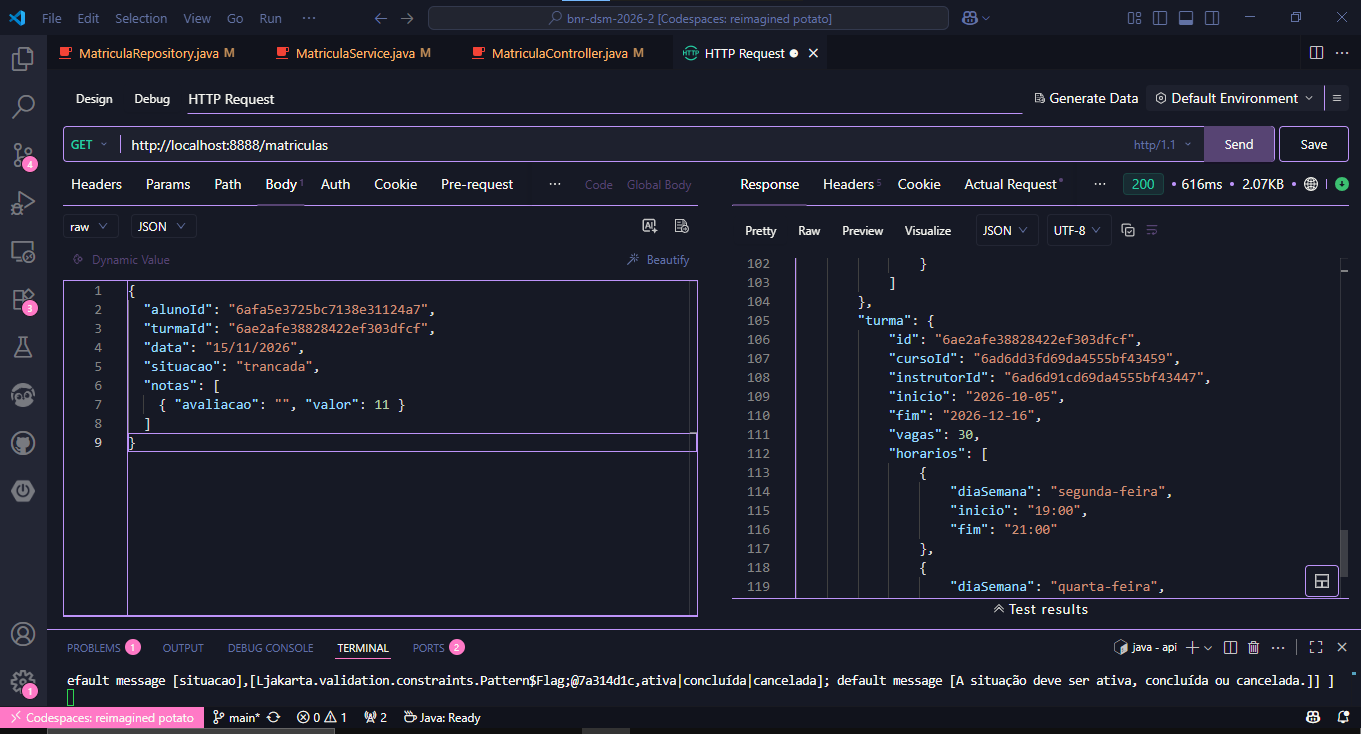 File Edit Selection View Go Run ··· bnr-dsm-2026-2 [Codespaces: reimagined potato]
MatriculaRepository.java M MatriculaService.java M MatriculaController.java M HTTP Request
Design Debug HTTP Request Generate Data Default Environment
GET http://localhost:8888/matriculas http/1.1 Send Save
Headers Params Path Body 1 Auth Cookie Pre-request ··· Code Global Body
Response Headers 5 Cookie Actual Request ··· 200 • 616ms • 2.07KB •
raw JSON
Pretty Raw Preview Visualize JSON UTF-8
Dynamic Value Beautify
1 {
2 "alunoId": "6afa5e3725bc7138e31124a7",
3 "turmaId": "6ae2afe38828422ef303dfcf",
4 "data": "15/11/2026",
5 "situacao": "trancada",
6 "notas": [
7 { "avaliacao": "", "valor": 11 }
8 ]
9 }
102 }
103 ]
104 },
105 "turma": {
106 "id": "6ae2afe38828422ef303dfcf",
107 "cursoId": "6ad6dd3fd69da4555bf43459",
108 "instrutorId": "6ad6d91cd69da4555bf43447",
109 "inicio": "2026-10-05",
110 "fim": "2026-12-16",
111 "vagas": 30,
112 "horarios": [
113 {
114 "diaSemana": "segunda-feira",
115 "inicio": "19:00",
116 "fim": "21:00"
117 },
118 {
119 "diaSemana": "quarta-feira",
Test results
4
3
1
PROBLEMS 1 OUTPUT DEBUG CONSOLE TERMINAL PORTS 2 java - api
efault message [situacao],[Ljakarta.validation.constraints.Pattern$Flag;@7a314d1c,ativa|concluída|cancelada]; default message [A situação deve ser ativa, concluída ou cancelada.]] ]
Codespaces: reimagined potato main* 0 1 2 Java: Ready